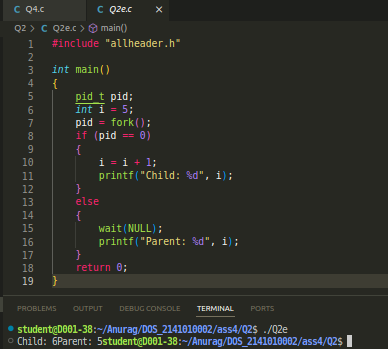 Q4.c Q2e.c
Q2 > C Q2e.c > main()
1 #include "allheader.h"
2
3 int main()
4 {
5 pid_t pid;
6 int i = 5;
7 pid = fork();
8 if (pid == 0)
9 {
10 i = i + 1;
11 printf("Child: %d", i);
12 }
13 else
14 {
15 wait(NULL);
16 printf("Parent: %d", i);
17 }
18 return 0;
19 }
PROBLEMS OUTPUT DEBUG CONSOLE TERMINAL PORTS
student@D001-38:~/Anurag/DOS_2141010002/ass4/Q2$ ./Q2e
Child: 6Parent: 5student@D001-38:~/Anurag/DOS_2141010002/ass4/Q2$